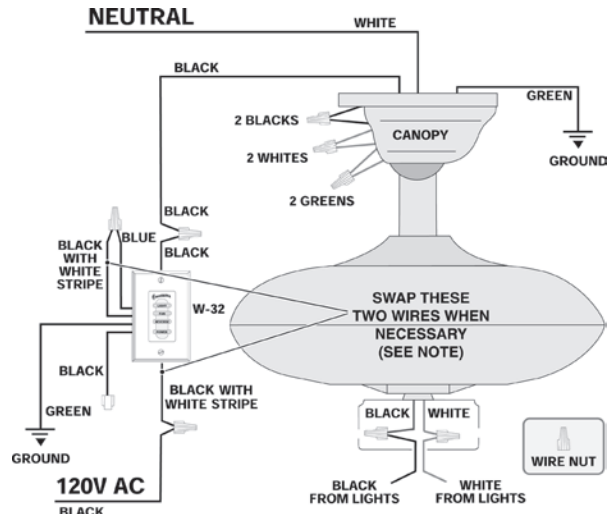 NEUTRAL
WHITE
BLACK
GREEN
2 BLACKS
CANOPY
2 WHITES
GROUND
2 GREENS
BLACK
BLACK
WITH
WHITE
STRIPE
BLUE
BLACK
W-32
SWAP THESE
TWO WIRES WHEN
NECESSARY
(SEE NOTE)
BLACK
BLACK WITH
WHITE STRIPE
GREEN
GROUND
BLACK
WHITE
WIRE NUT
120V AC
BLACK
BLACK
FROM LIGHTS
WHITE
FROM LIGHTS